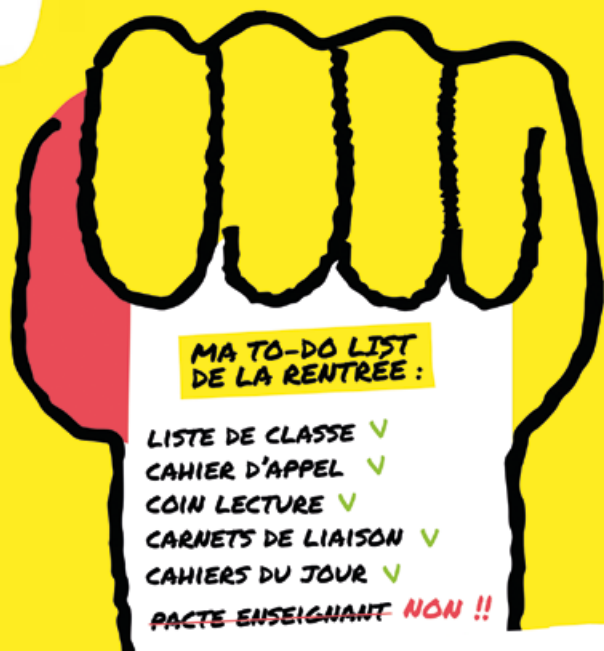 MA TO-DO LIST
DE LA RENTRÉE :
LISTE DE CLASSE V
CAHIER D'APPEL V
COIN LECTURE V
CARNETS DE LIAISON V
CAHIERS DU JOUR V
PACTE ENSEIGNANT NON !!